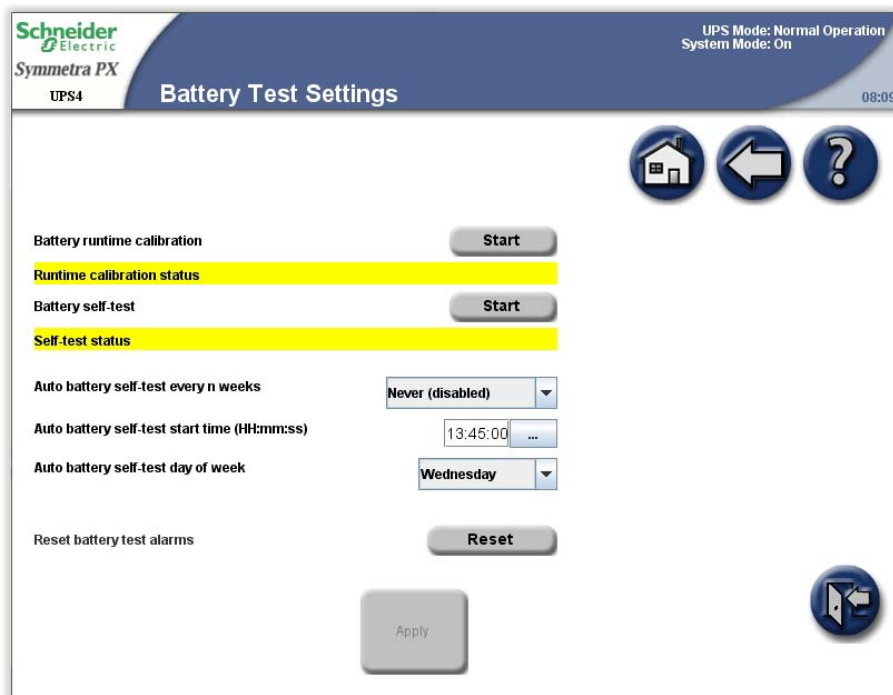 Schneider
Electric
Symmetra PX
UPS4
Battery Test Settings
UPS Mode: Normal Operation
System Mode: On
08:09
?
Battery runtime calibration
Start
Runtime calibration status
Battery self-test
Start
Self-test status
Auto battery self-test every n weeks
Never (disabled)
Auto battery self-test start time (HH:mm:ss)
13:45:00
...
Auto battery self-test day of week
Wednesday
Reset battery test alarms
Reset
Apply